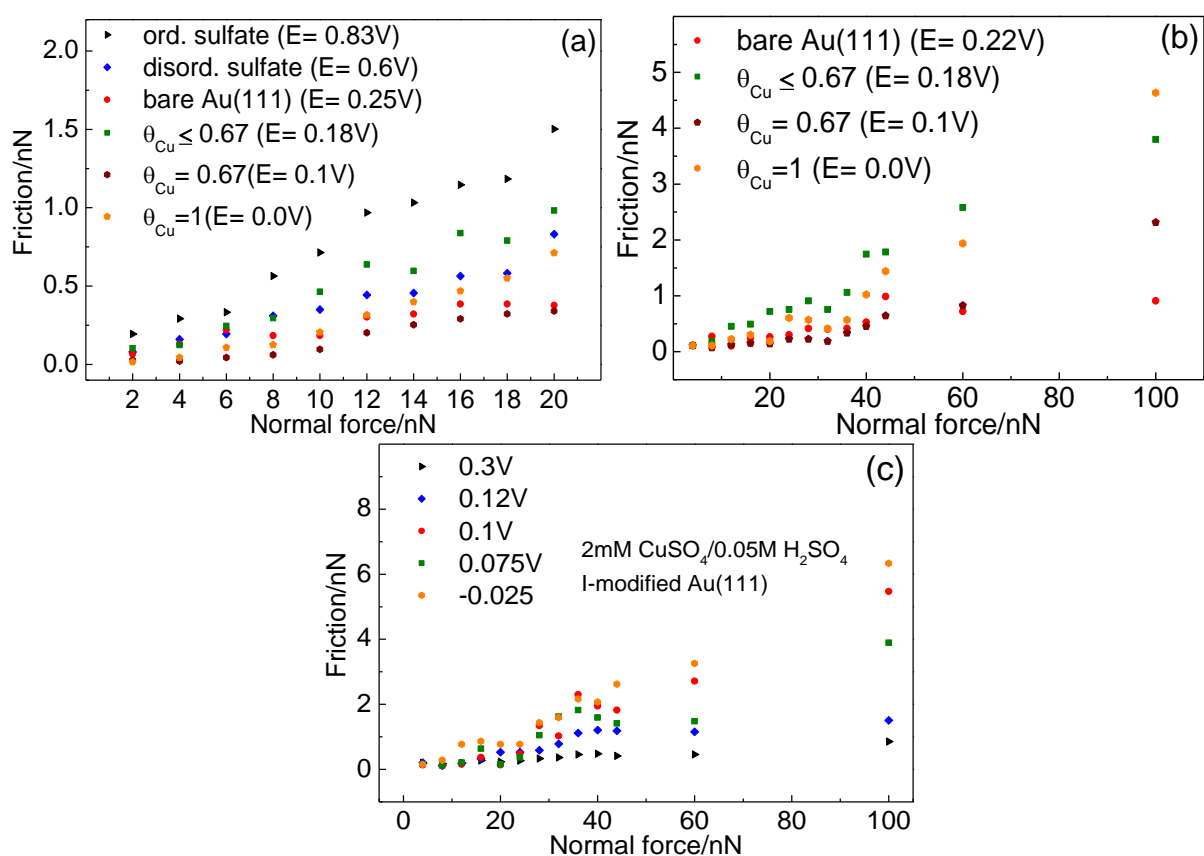 (a)
ord. sulfate (E= 0.83V)
disord. sulfate (E= 0.6V)
bare Au(111) (E= 0.25V)
θCu ≤ 0.67 (E= 0.18V)
θCu= 0.67(E= 0.1V)
θCu=1(E= 0.0V)
Friction/nN
2.0
1.5
1.0
0.5
0.0
2 4 6 8 10 12 14 16 18 20
Normal force/nN
(b)
bare Au(111) (E= 0.22V)
θCu ≤ 0.67 (E= 0.18V)
θCu= 0.67 (E= 0.1V)
θCu=1 (E= 0.0V)
Friction/nN
5
4
3
2
1
0
20 40 60 80 100
Normal force/nN
(c)
0.3V
0.12V
0.1V
0.075V
-0.025
2mM CuSO4/0.05M H2SO4
I-modified Au(111)
Friction/nN
8
6
4
2
0
0 20 40 60 80 100
Normal force/nN